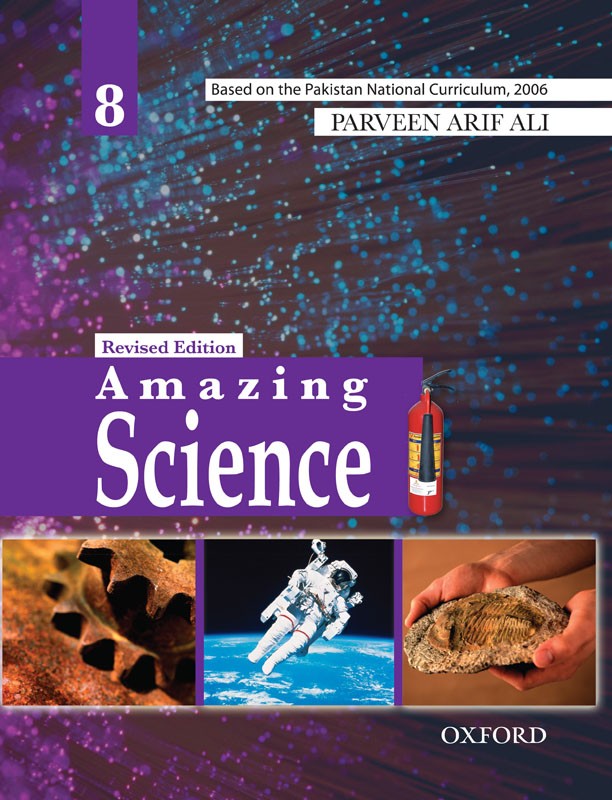 8
Based on the Pakistan National Curriculum, 2006
PARVEEN ARIF ALI
Revised Edition
Amazing
Science
OXFORD